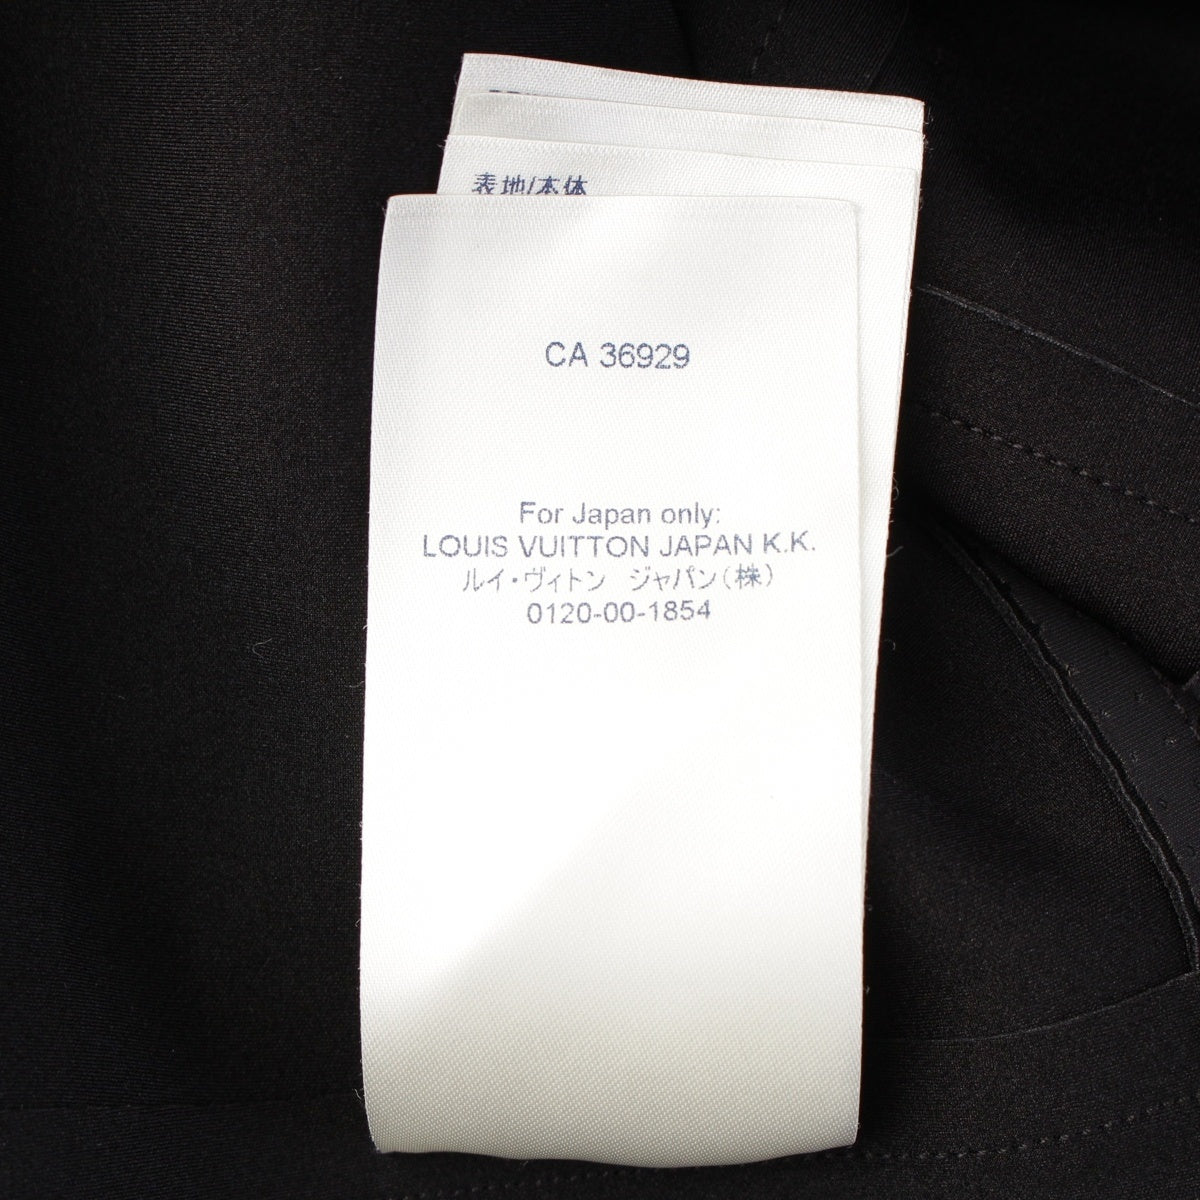 表地/本体
CA 36929
For Japan only:
LOUIS VUITTON JAPAN K.K.
ルイ・ヴィトン　ジャパン(株)
0120-00-1854